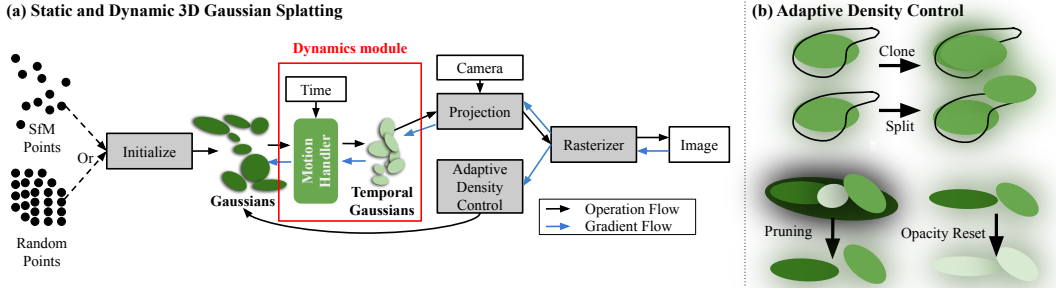 (a) Static and Dynamic 3D Gaussian Splatting
SfM
Points
Or
Random
Points
Initialize
Gaussians
Dynamics module
Time
Motion
Handler
Temporal
Gaussians
Camera
Projection
Adaptive
Density
Control
Rasterizer
Image
Operation Flow
Gradient Flow
(b) Adaptive Density Control
Clone
Split
Pruning
Opacity Reset